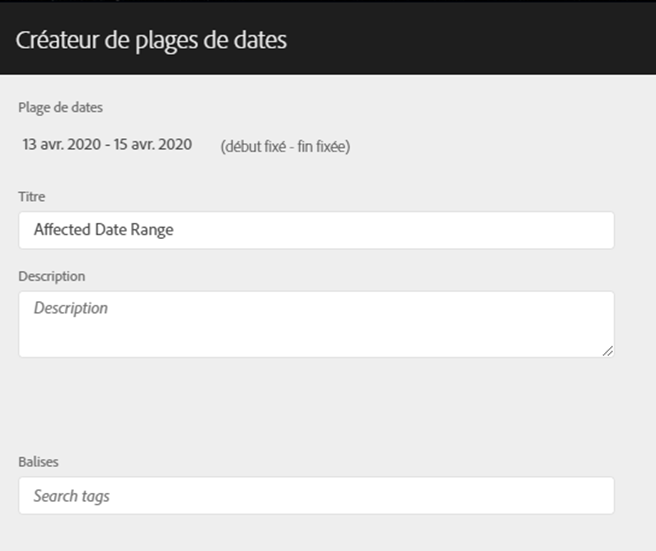 Créateur de plages de dates
Plage de dates
13 avr. 2020 - 15 avr. 2020 (début fixé - fin fixée)
Titre
Affected Date Range
Description
Description
Balises
Search tags